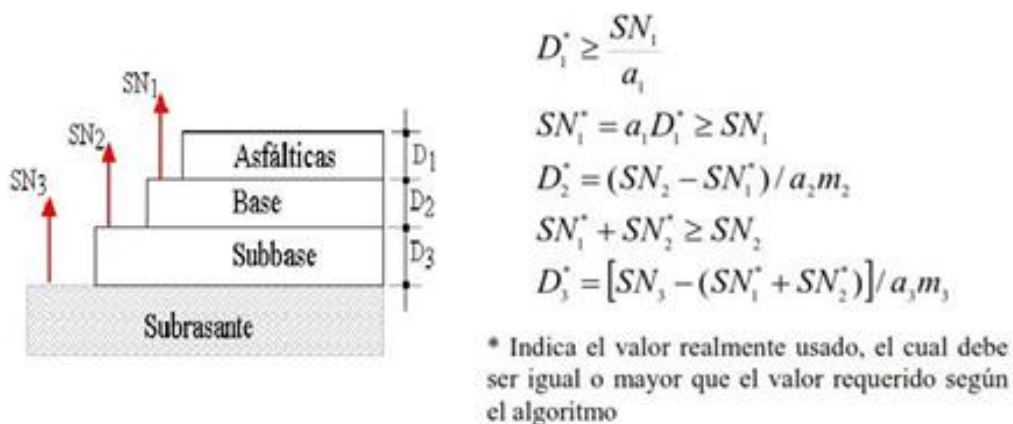 SN₁
SN₂
SN₃
Asfálticas
D₁
Base
D₂
Subbase
D₃
Subrasante
D₁* ≥ SN₁ / a₁
SN₁* = a₁D₁* ≥ SN₁
D₂* = (SN₂ − SN₁*) / a₂m₂
SN₁* + SN₂* ≥ SN₂
D₃* = [SN₃ − (SN₁* + SN₂*)] / a₃m₃
* Indica el valor realmente usado, el cual debe
ser igual o mayor que el valor requerido según
el algoritmo